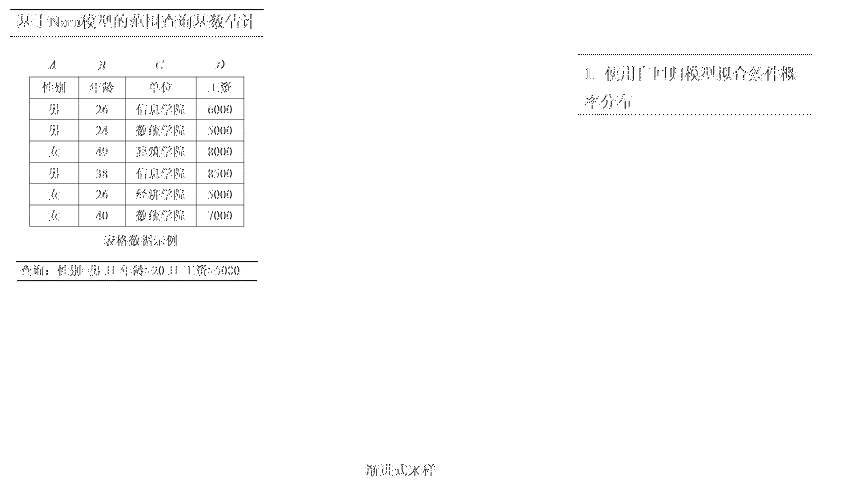 基于Naru模型的范围查询基数估计
A B C D
性别 年龄 单位 工资
男 26 信息学院 6000
男 24 数统学院 5000
女 49 建筑学院 8000
男 38 信息学院 8500
女 26 经济学院 5000
女 40 数统学院 7000
表格数据示例
查询：性别=男 且 年龄>20 且 工资>5000
1. 使用自回归模型拟合条件概
率分布
渐进式采样